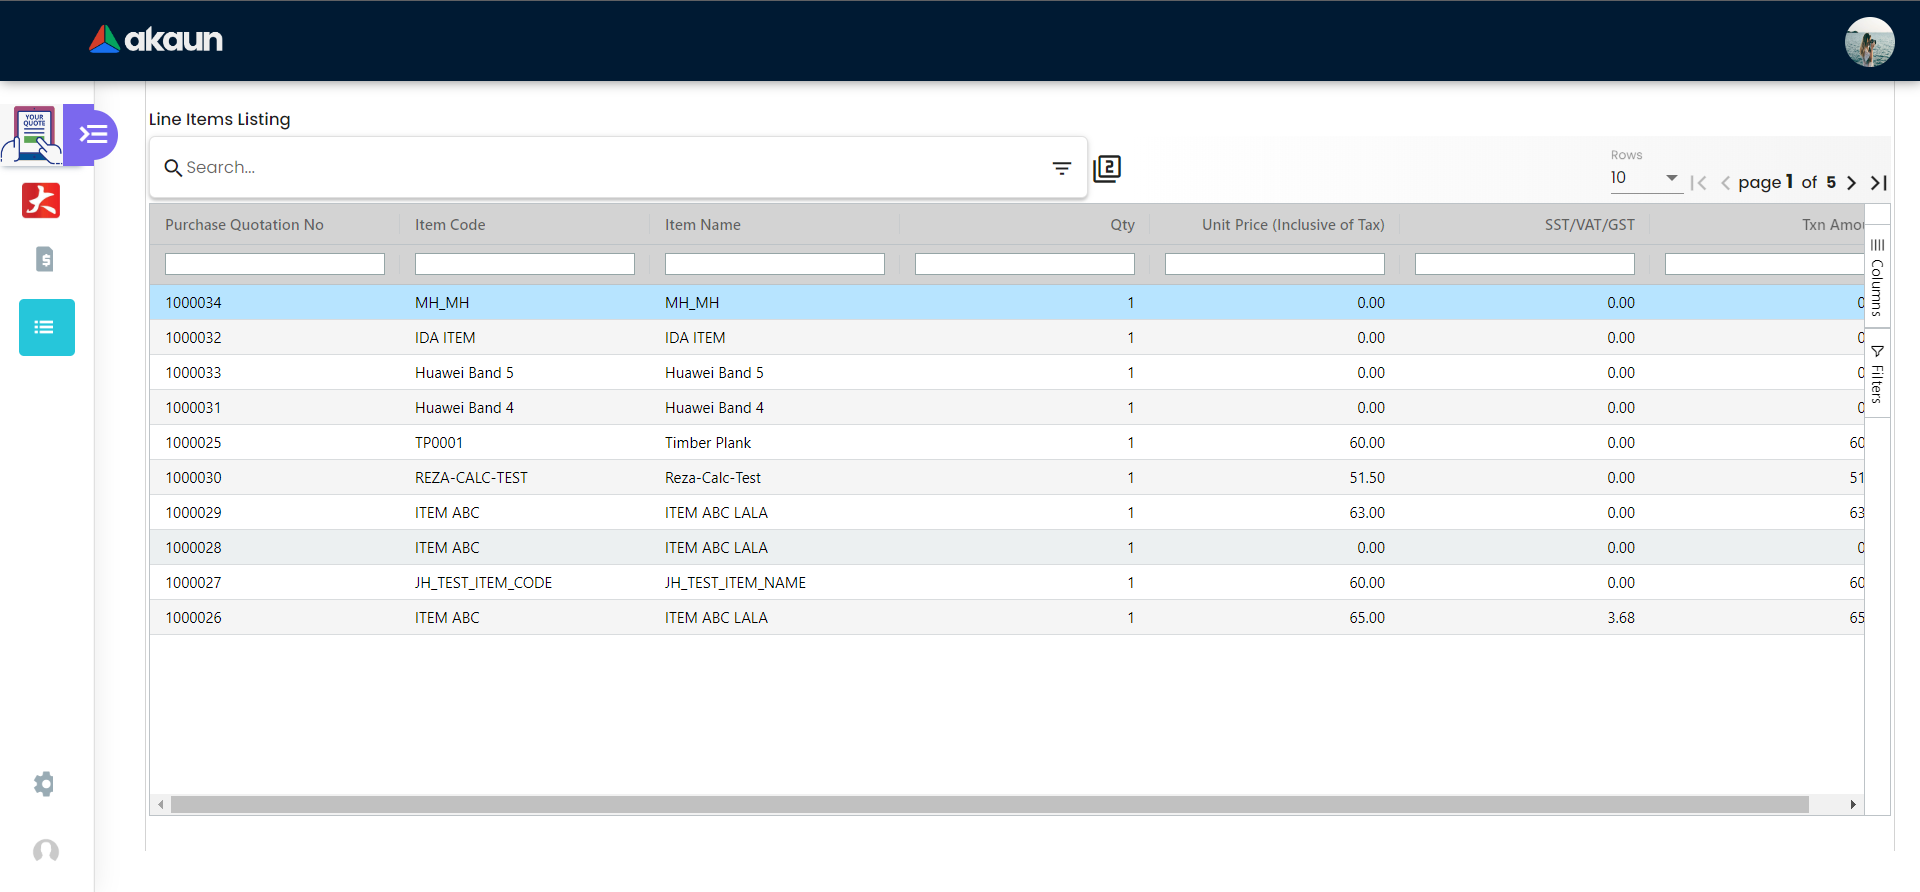 akaun
YOUR
QUOTE
Line Items Listing
Search...
2
Rows
10
page 1 of 5
Purchase Quotation No Item Code Item Name Qty Unit Price (Inclusive of Tax) SST/VAT/GST Txn Amou
1000034 MH_MH MH_MH 1 0.00 0.00 0
1000032 IDA ITEM IDA ITEM 1 0.00 0.00 0
1000033 Huawei Band 5 Huawei Band 5 1 0.00 0.00 0
1000031 Huawei Band 4 Huawei Band 4 1 0.00 0.00 0
1000025 TP0001 Timber Plank 1 60.00 0.00 60
1000030 REZA-CALC-TEST Reza-Calc-Test 1 51.50 0.00 51
1000029 ITEM ABC ITEM ABC LALA 1 63.00 0.00 63
1000028 ITEM ABC ITEM ABC LALA 1 0.00 0.00 0
1000027 JH_TEST_ITEM_CODE JH_TEST_ITEM_NAME 1 60.00 0.00 60
1000026 ITEM ABC ITEM ABC LALA 1 65.00 3.68 65
Columns
Filters